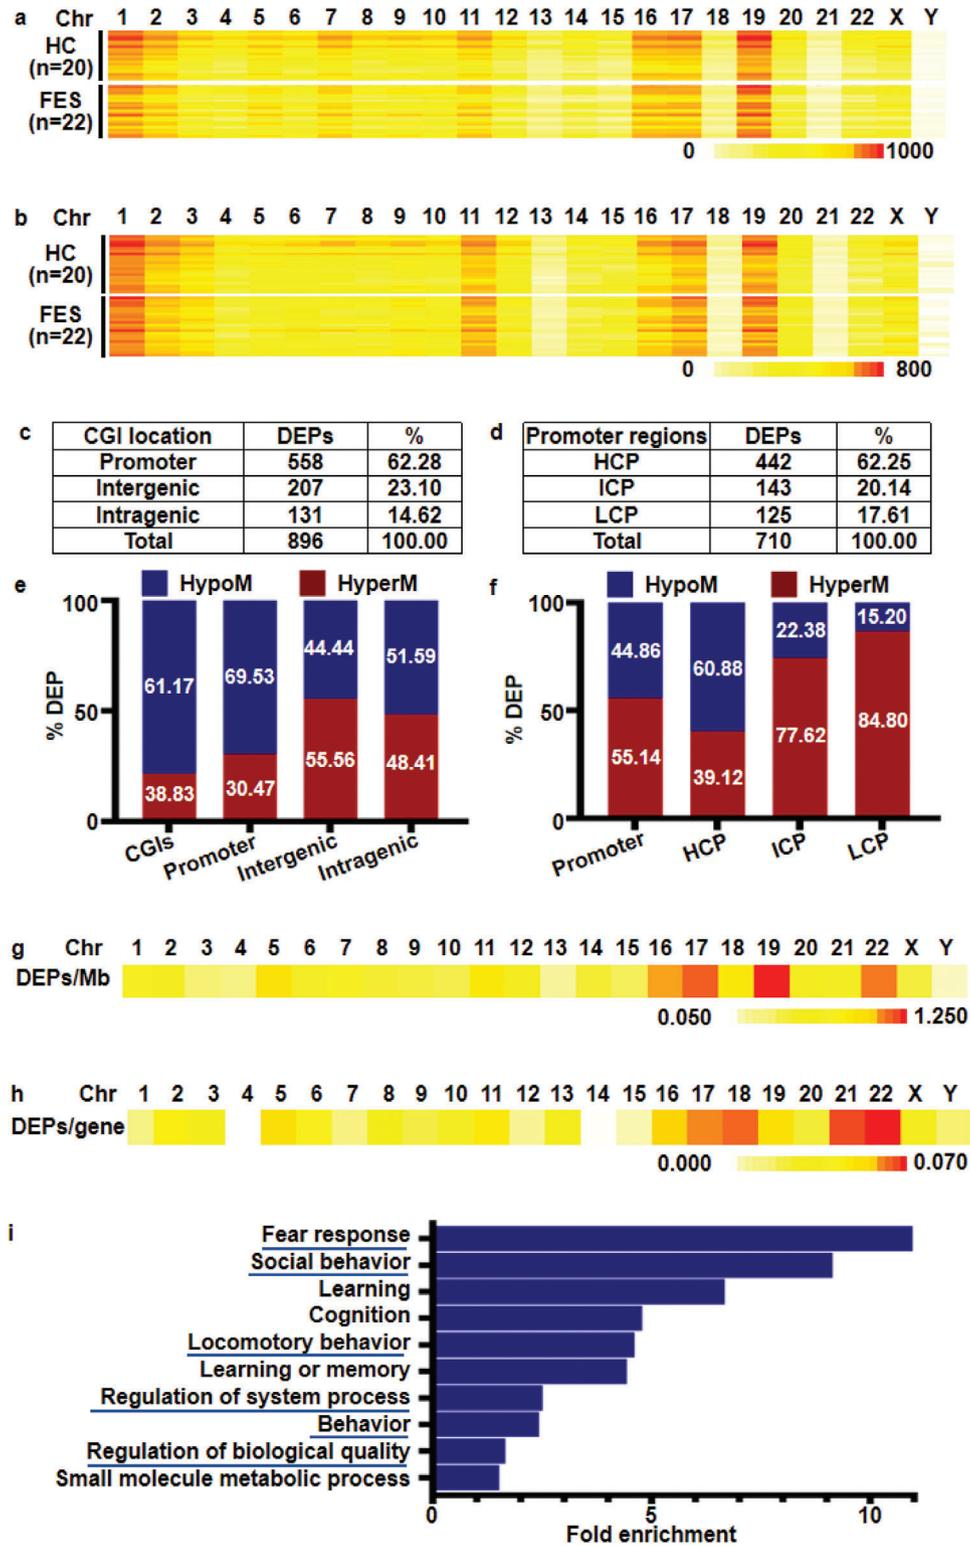 a Chr 1 2 3 4 5 6 7 8 9 10 11 12 13 14 15 16 17 18 19 20 21 22 X Y
HC
(n=20)
FES
(n=22)
0 1000
b Chr 1 2 3 4 5 6 7 8 9 10 11 12 13 14 15 16 17 18 19 20 21 22 X Y
HC
(n=20)
FES
(n=22)
0 800
c CGI location DEPs %
Promoter 558 62.28
Intergenic 207 23.10
Intragenic 131 14.62
Total 896 100.00
d Promoter regions DEPs %
HCP 442 62.25
ICP 143 20.14
LCP 125 17.61
Total 710 100.00
e HypoM HyperM
% DEP
100
50
0
61.17 69.53 44.44 51.59
38.83 30.47 55.56 48.41
CGIs Promoter Intergenic Intragenic
f HypoM HyperM
% DEP
100
50
0
44.86 60.88 22.38 15.20
55.14 39.12 77.62 84.80
Promoter HCP ICP LCP
g Chr 1 2 3 4 5 6 7 8 9 10 11 12 13 14 15 16 17 18 19 20 21 22 X Y
DEPs/Mb
0.050 1.250
h Chr 1 2 3 4 5 6 7 8 9 10 11 12 13 14 15 16 17 18 19 20 21 22 X Y
DEPs/gene
0.000 0.070
i
Fear response
Social behavior
Learning
Cognition
Locomotory behavior
Learning or memory
Regulation of system process
Behavior
Regulation of biological quality
Small molecule metabolic process
0 5 10
Fold enrichment